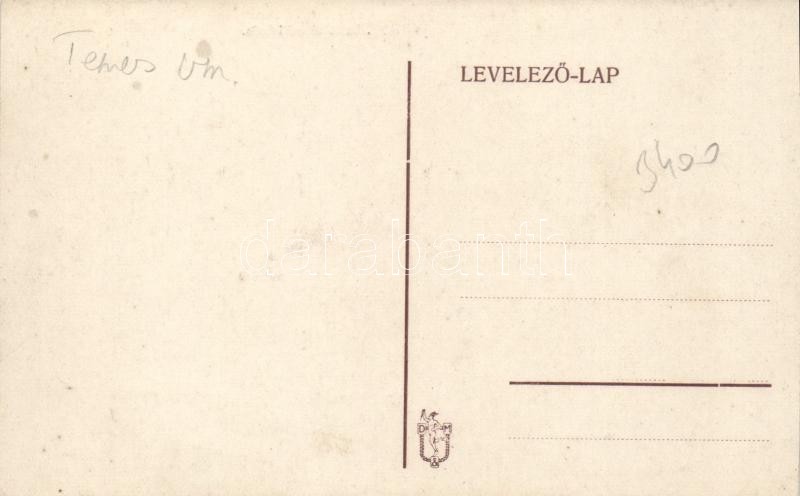 Temes Vm.
LEVELEZŐ-LAP
3400
darabanth
D M